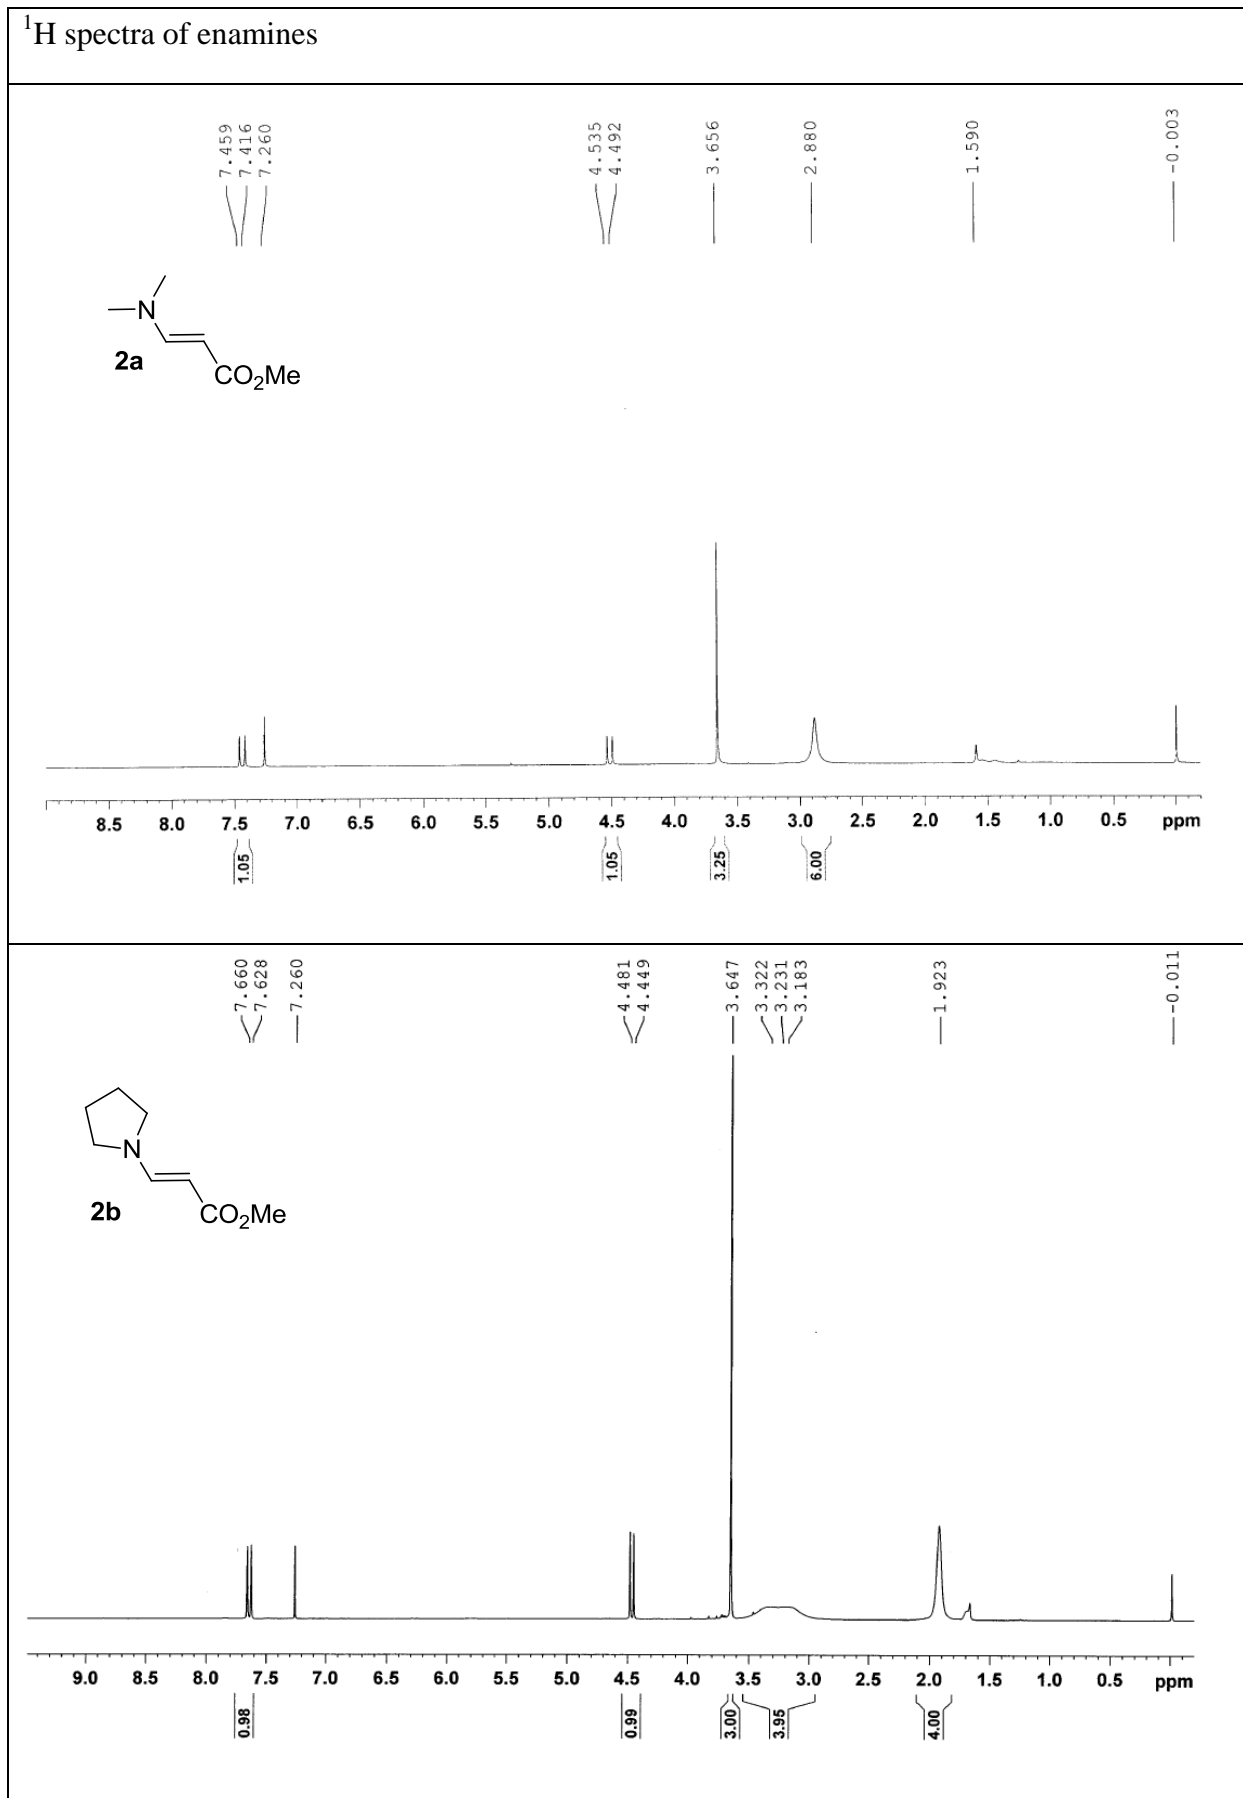 ¹H spectra of enamines
7.459
7.416
7.260
4.535
4.492
3.656
2.880
1.590
-0.003
N
2a
CO₂Me
8.5 8.0 7.5 7.0 6.5 6.0 5.5 5.0 4.5 4.0 3.5 3.0 2.5 2.0 1.5 1.0 0.5 ppm
1.05 1.05 3.25 6.00
7.660
7.628
7.260
4.481
4.449
3.647
3.322
3.231
3.183
1.923
-0.011
N
2b
CO₂Me
9.0 8.5 8.0 7.5 7.0 6.5 6.0 5.5 5.0 4.5 4.0 3.5 3.0 2.5 2.0 1.5 1.0 0.5 ppm
0.98 0.99 3.00 3.95 4.00